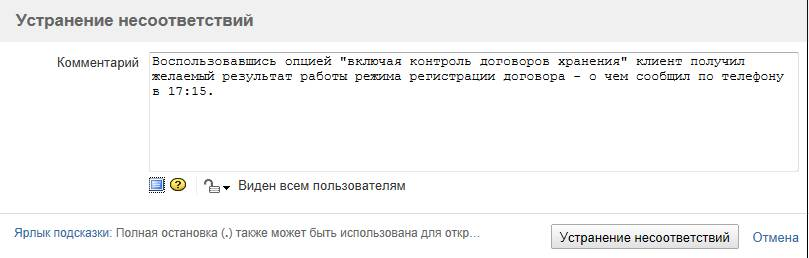 Устранение несоответствий
Комментарий
Воспользовавшись опцией "включая контроль договоров хранения" клиент получил
желаемый результат работы режима регистрации договора - о чем сообщил по телефону
в 17:15.
Виден всем пользователям
Ярлык подсказки: Полная остановка (.) также может быть использована для откр…
Устранение несоответствий
Отмена